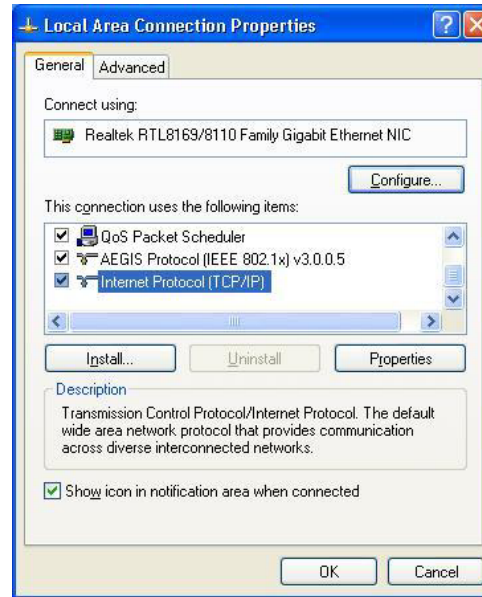 Local Area Connection Properties
General Advanced
Connect using:
Realtek RTL8169/8110 Family Gigabit Ethernet NIC
Configure...
This connection uses the following items:
QoS Packet Scheduler
AEGIS Protocol (IEEE 802.1x) v3.0.0.5
Internet Protocol (TCP/IP)
Install... Uninstall Properties
Description
Transmission Control Protocol/Internet Protocol. The default
wide area network protocol that provides communication
across diverse interconnected networks.
Show icon in notification area when connected
OK Cancel